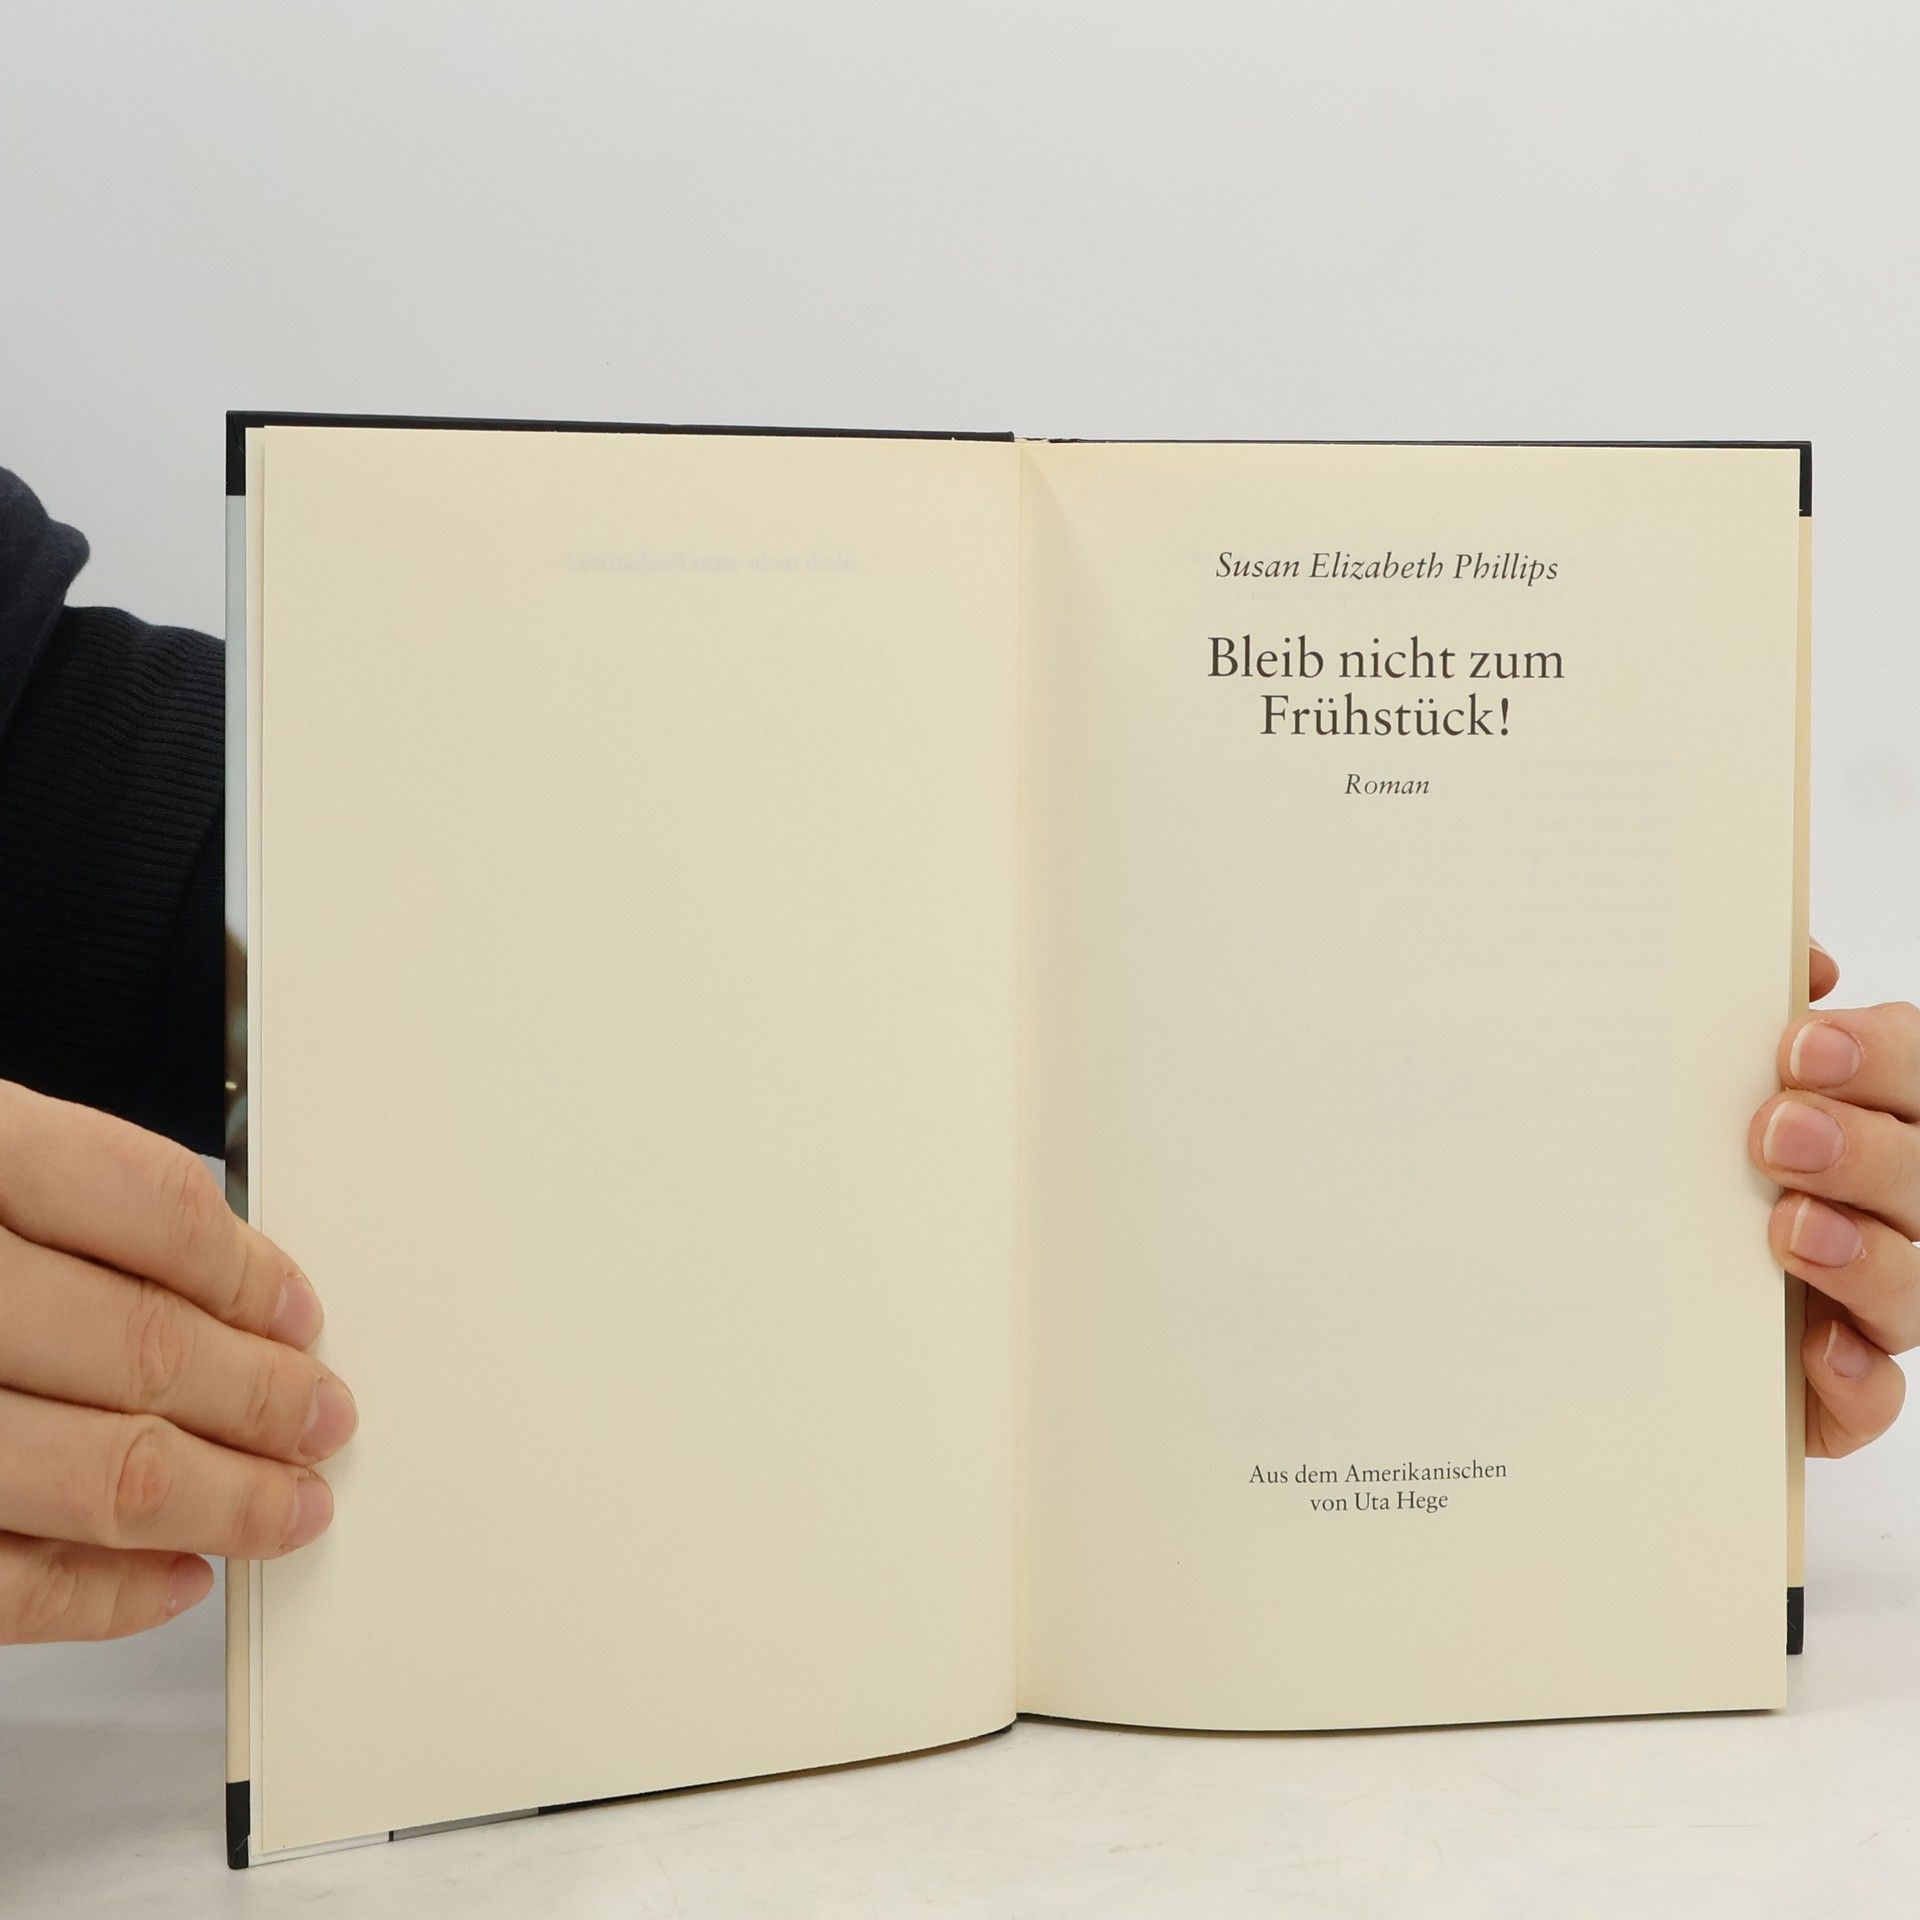 Susan Elizabeth Phillips
Bleib nicht zum
Frühstück!
Roman
Aus dem Amerikanischen
von Uta Hege